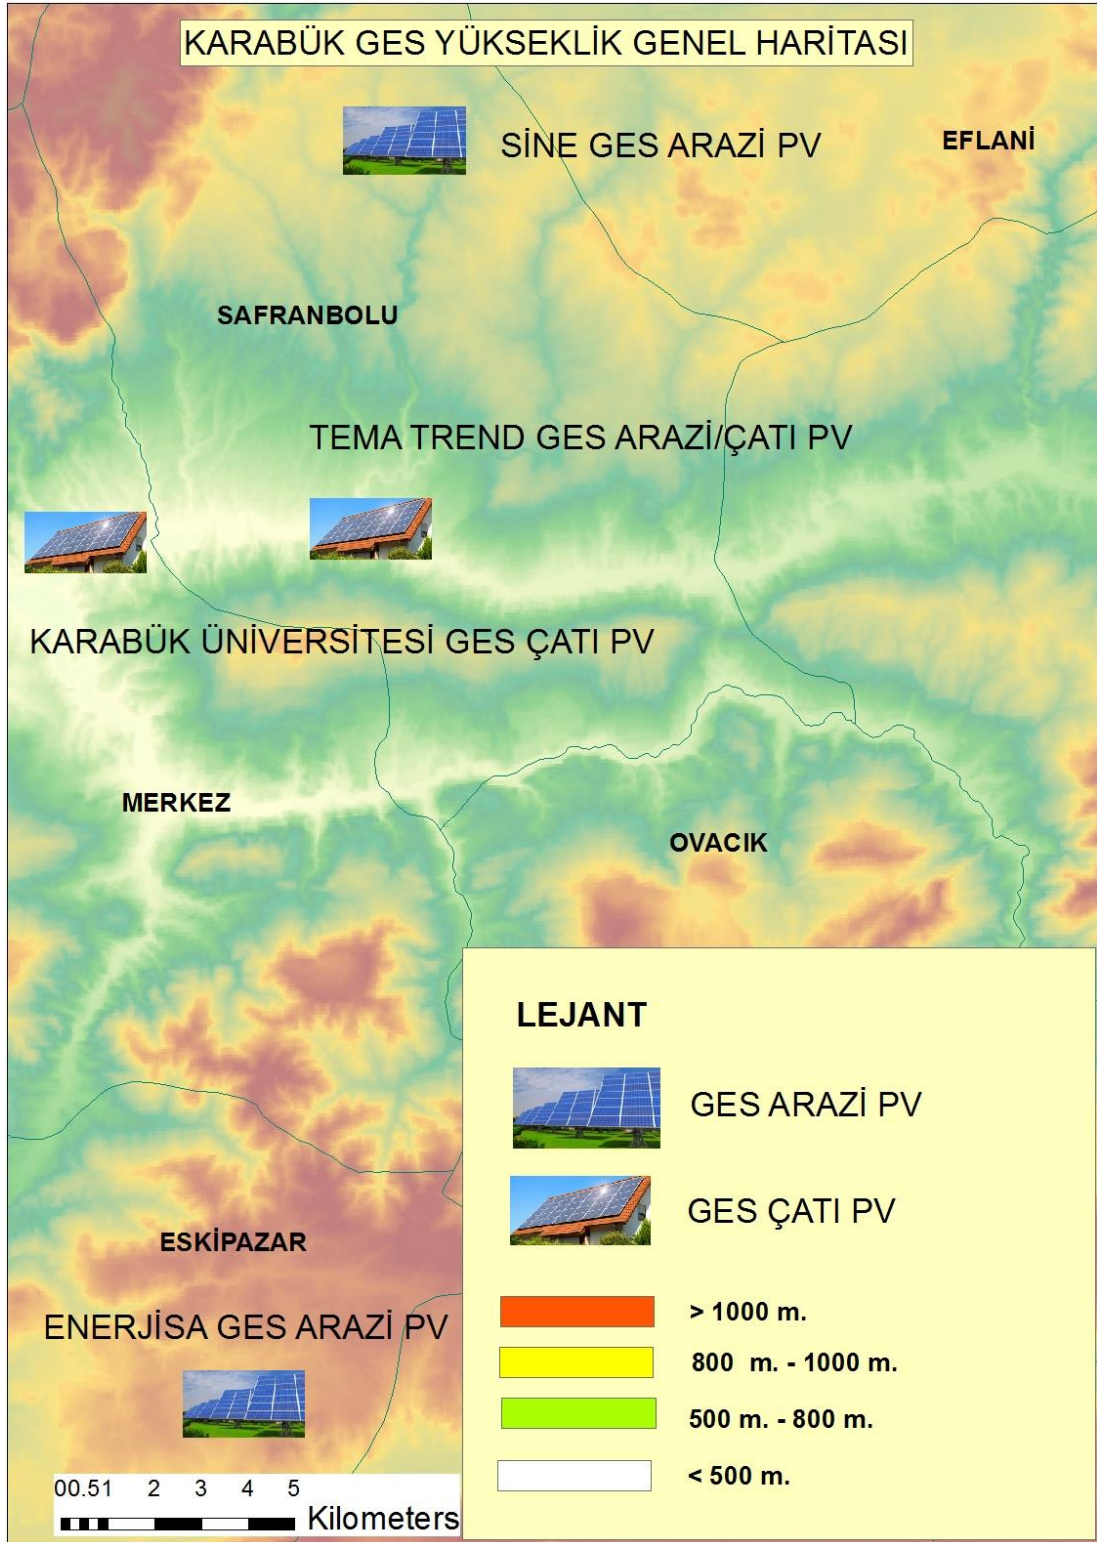 KARABÜK GES YÜKSEKLİK GENEL HARİTASI
SİNE GES ARAZİ PV
EFLANİ
SAFRANBOLU
TEMA TREND GES ARAZİ/ÇATI PV
KARABÜK ÜNİVERSİTESİ GES ÇATI PV
MERKEZ
OVACIK
LEJANT
GES ARAZİ PV
GES ÇATI PV
> 1000 m.
800 m. - 1000 m.
500 m. - 800 m.
< 500 m.
ESKİPAZAR
ENERJİSA GES ARAZİ PV
00.51 2 3 4 5
Kilometers